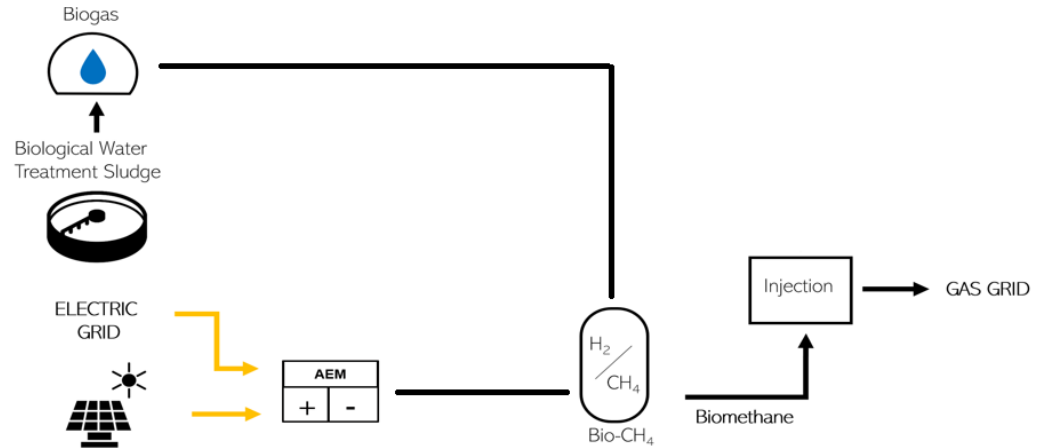 Biogas
Biological Water
Treatment Sludge
ELECTRIC
GRID
AEM
+ -
H₂
CH₄
Bio-CH₄
Biomethane
Injection
GAS GRID